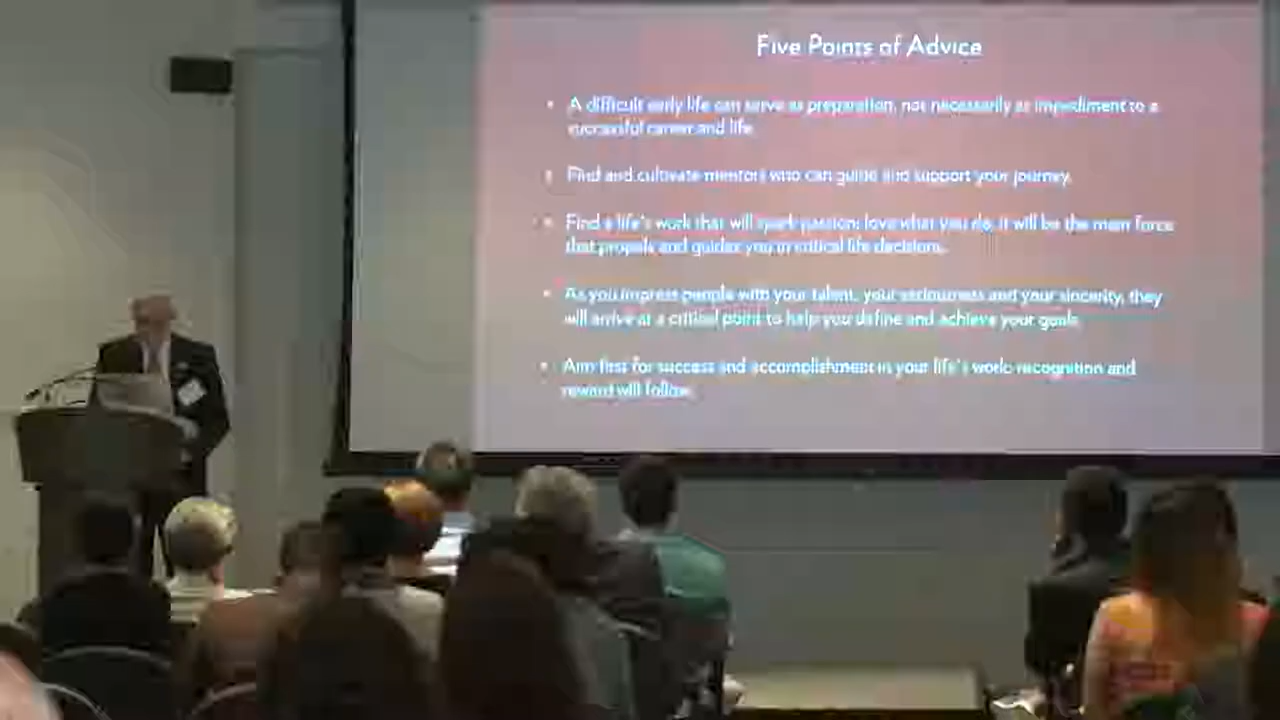 Five Points of Advice
• A difficult early life can serve as preparation, not necessarily as impediment to a
successful career and life.
• Find and cultivate mentors who can guide and support your journey.
• Find a life's work that will spark passion: love what you do, it will be the main force
that propels and guides you in critical life decisions.
• As you impress people with your talent, your seriousness and your sincerity, they
will arrive at a critical point to help you define and achieve your goals.
• Aim first for success and accomplishment in your life's work: recognition and
reward will follow.